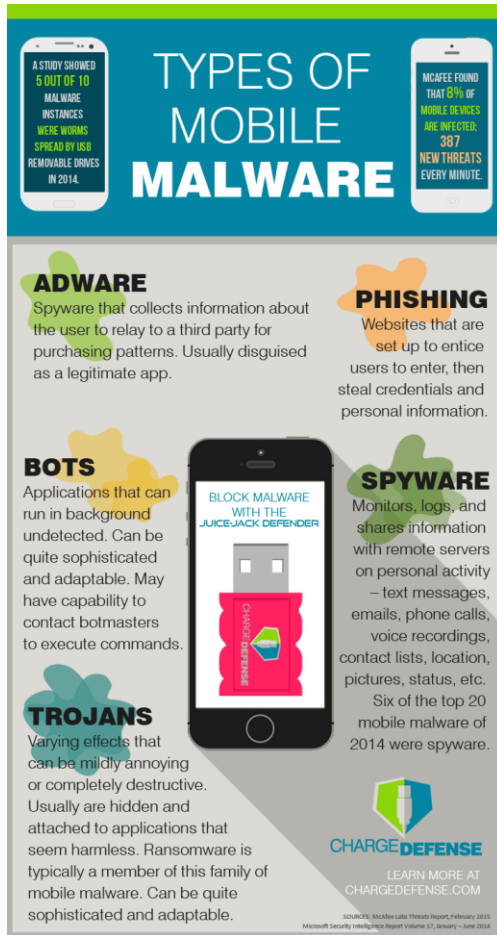 A STUDY SHOWED
5 OUT OF 10
MALWARE
INSTANCES
WERE WORMS
SPREAD BY USB
REMOVABLE DRIVES
IN 2014.
TYPES OF
MOBILE
MALWARE
MCAFEE FOUND
THAT 8% OF
MOBILE DEVICES
ARE INFECTED;
387
NEW THREATS
EVERY MINUTE.
ADWARE
Spyware that collects information about
the user to relay to a third party for
purchasing patterns. Usually disguised
as a legitimate app.
PHISHING
Websites that are
set up to entice
users to enter, then
steal credentials and
personal information.
BOTS
Applications that can
run in background
undetected. Can be
quite sophisticated
and adaptable. May
have capability to
contact botmasters
to execute commands.
BLOCK MALWARE
WITH THE
JUICE-JACK DEFENDER
CHARGE
DEFENSE
SPYWARE
Monitors, logs, and
shares information
with remote servers
on personal activity
– text messages,
emails, phone calls,
voice recordings,
contact lists, location,
pictures, status, etc.
Six of the top 20
mobile malware of
2014 were spyware.
TROJANS
Varying effects that
can be mildly annoying
or completely destructive.
Usually are hidden and
attached to applications that
seem harmless. Ransomware is
typically a member of this family of
mobile malware. Can be quite
sophisticated and adaptable.
CHARGEDEFENSE
LEARN MORE AT
CHARGEDEFENSE.COM
SOURCES: McAfee Labs Threats Report, February 2015
Microsoft Security Intelligence Report Volume 17, January – June 2014